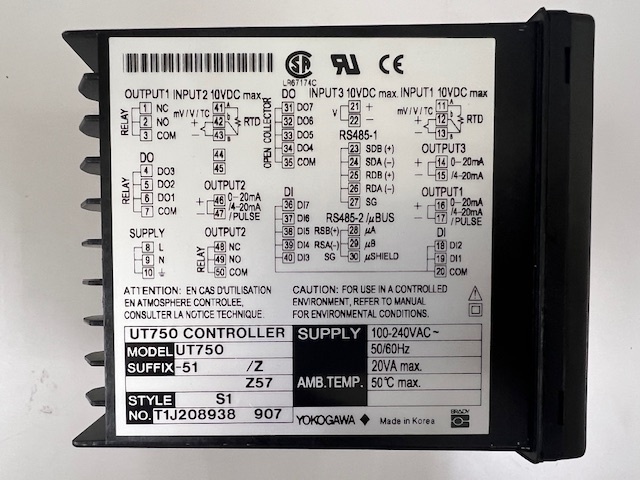 LR67174C
OUTPUT1 INPUT2 10VDC max. DO INPUT3 10VDC max. INPUT1 10VDC max.
RELAY 1 NC
2 NO
3 COM
mV/V/TC + - 41 A
42 b
43 B
RTD
44
45
OPEN COLLECTOR 31 DO7
32 DO6
33 DO5
34 DO4
35 COM
V 21 +
22 -
mV/V/TC + - 11 A
12 b
13 B
RTD
RS485-1
23 SDB (+)
24 SDA (-)
25 RDB (+)
26 RDA (-)
27 SG
OUTPUT3
+ 14 0-20mA
- 15 /4-20mA
DO
RELAY 4 DO3
5 DO2
6 DO1
7 COM
OUTPUT2
+ 46 0-20mA
- 47 /4-20mA
/PULSE
DI
36 DI7
37 DI6
38 DI5
39 DI4
40 DI3
RS485-2 /μBUS
RSB(+) 28 μA
RSA(-) 29 μB
SG 30 μSHIELD
OUTPUT1
+ 16 0-20mA
- 17 /4-20mA
/PULSE
DI
18 DI2
19 DI1
20 COM
SUPPLY
8 L
9 N
10
OUTPUT2
RELAY 48 NC
49 NO
50 COM
ATTENTION: EN CAS D'UTILISATION
EN ATMOSPHERE CONTROLEE,
CONSULTER LA NOTICE TECHNIQUE.
CAUTION: FOR USE IN A CONTROLLED
ENVIRONMENT, REFER TO MANUAL
FOR ENVIRONMENTAL CONDITIONS.
UT750 CONTROLLER
MODEL UT750
SUFFIX -51 /Z
Z57
STYLE S1
NO. T1J208938 907
SUPPLY 100-240VAC~
50/60Hz
20VA max.
AMB.TEMP. 50°C max.
YOKOGAWA Made in Korea BRADY